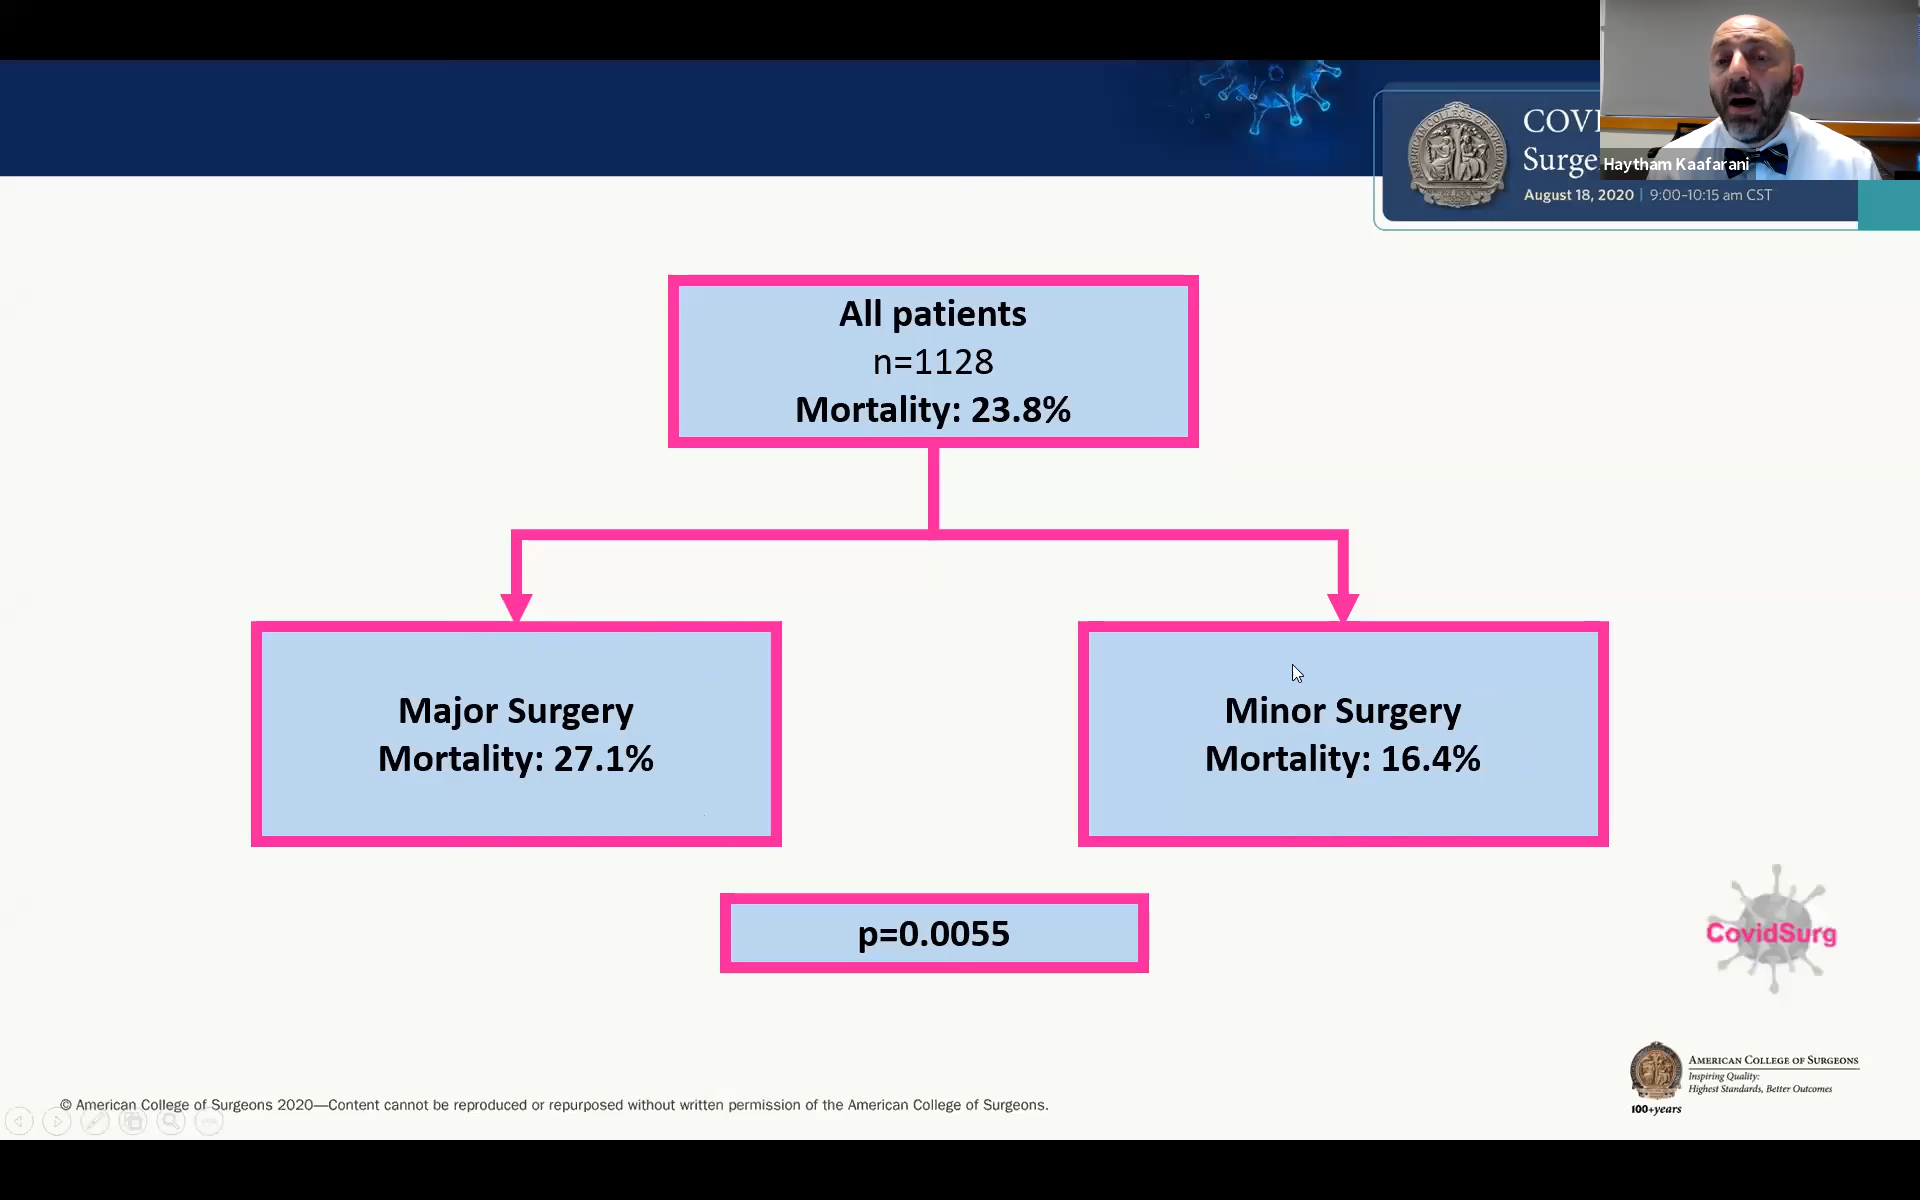 COVI
Surge
August 18, 2020 | 9:00–10:15 am CST
Haytham Kaafarani
All patients
n=1128
Mortality: 23.8%
Major Surgery
Mortality: 27.1%
Minor Surgery
Mortality: 16.4%
p=0.0055
CovidSurg
AMERICAN COLLEGE OF SURGEONS
Inspiring Quality:
Highest Standards, Better Outcomes
100+years
© American College of Surgeons 2020—Content cannot be reproduced or repurposed without written permission of the American College of Surgeons.